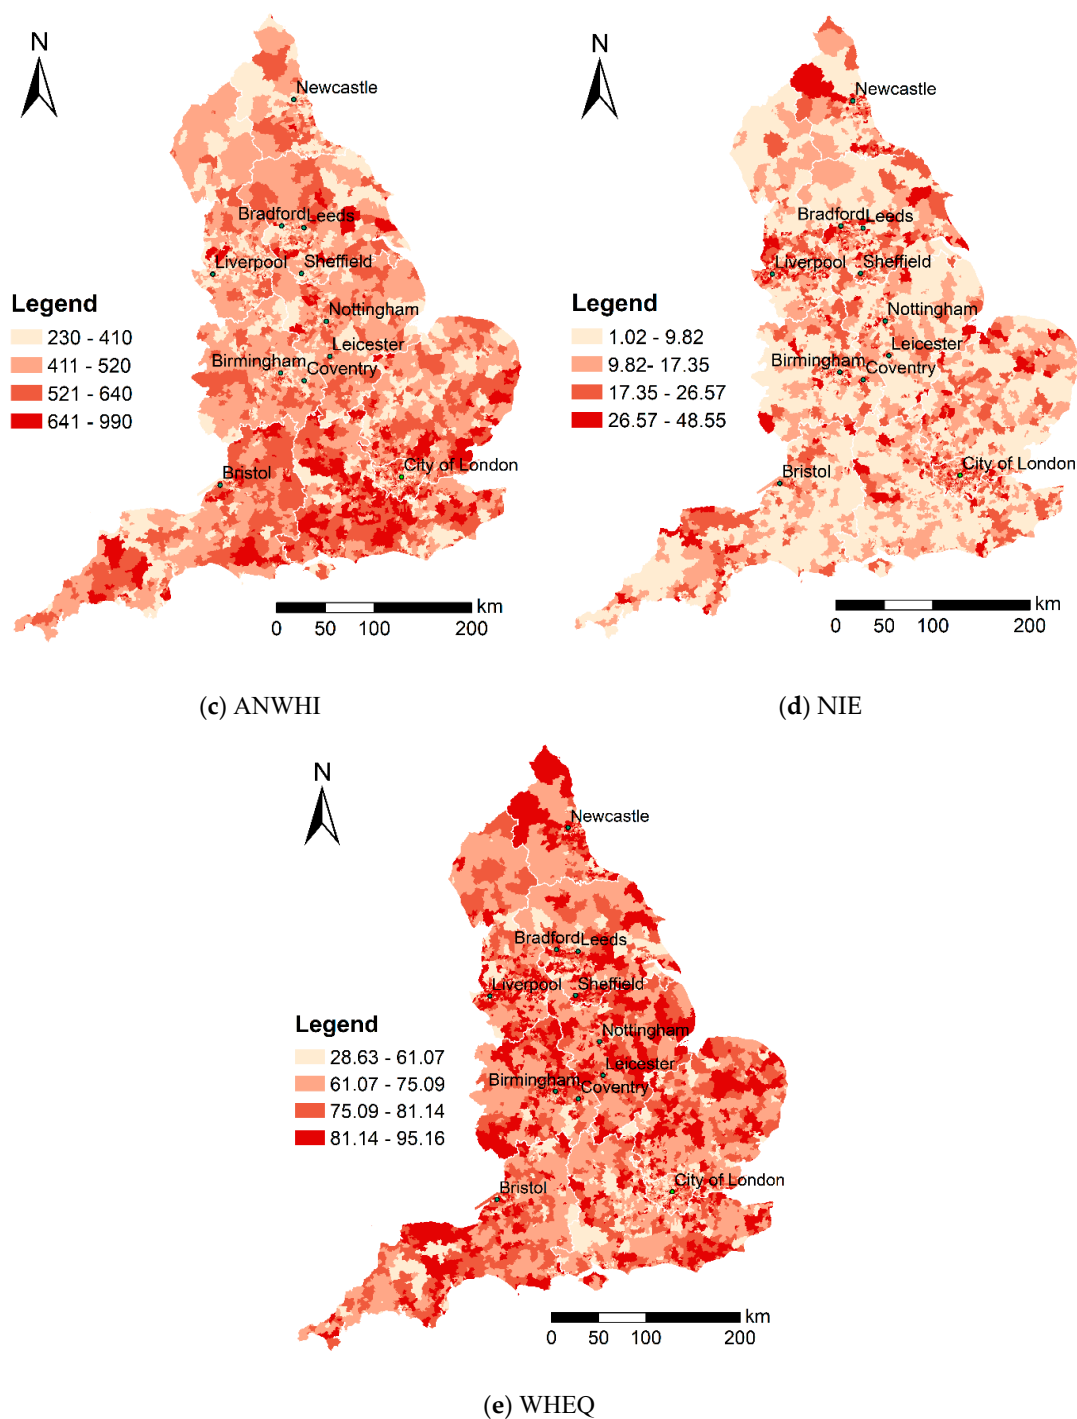 N
Newcastle
Bradford Leeds
Liverpool Sheffield
Nottingham
Leicester
Birmingham
Coventry
Bristol
City of London
Legend
230 - 410
411 - 520
521 - 640
641 - 990
km
0 50 100 200
(c) ANWHI
N
Newcastle
Bradford Leeds
Liverpool Sheffield
Nottingham
Leicester
Birmingham
Coventry
Bristol
City of London
Legend
1.02 - 9.82
9.82- 17.35
17.35 - 26.57
26.57 - 48.55
km
0 50 100 200
(d) NIE
N
Newcastle
Bradford Leeds
Liverpool Sheffield
Nottingham
Leicester
Birmingham
Coventry
Bristol
City of London
Legend
28.63 - 61.07
61.07 - 75.09
75.09 - 81.14
81.14 - 95.16
km
0 50 100 200
(e) WHEQ